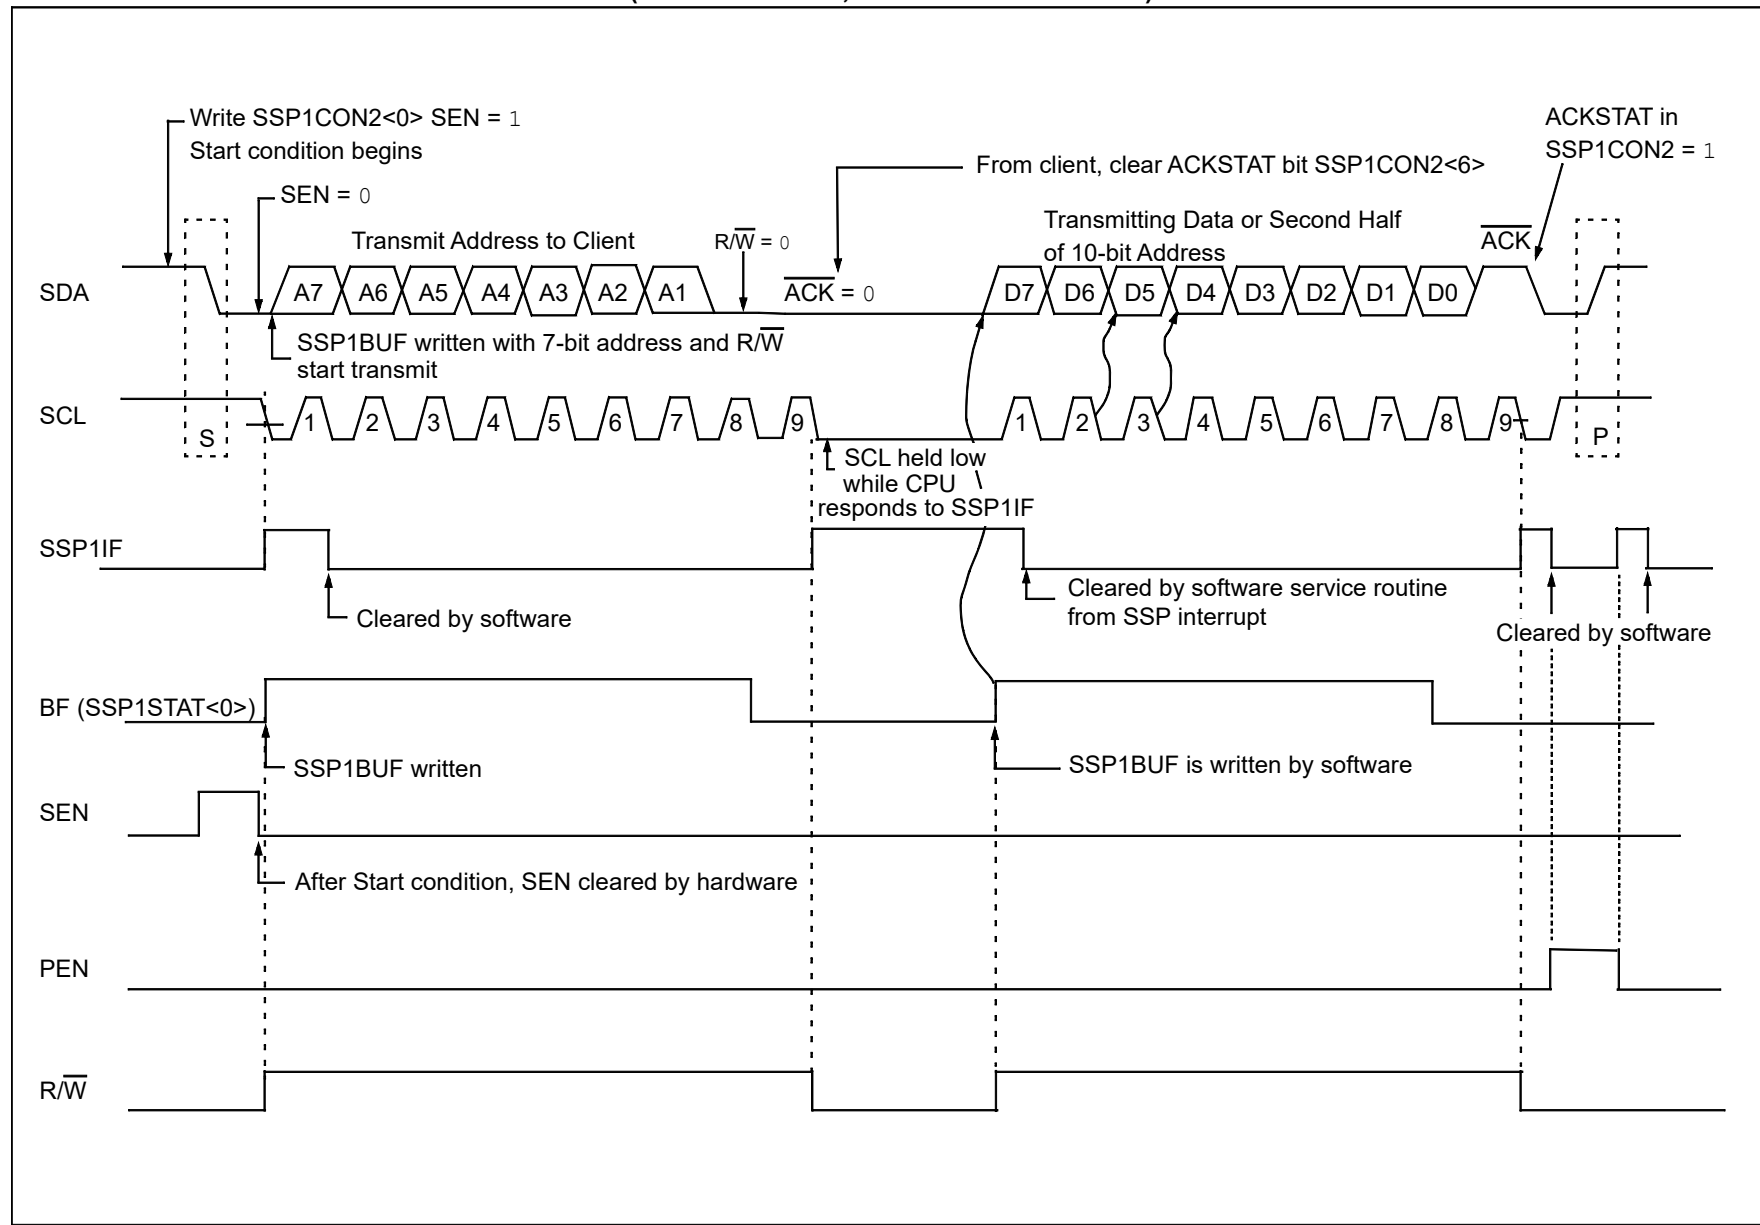 Write SSP1CON2<0> SEN = 1
Start condition begins
ACKSTAT in
SSP1CON2 = 1
From client, clear ACKSTAT bit SSP1CON2<6>
SEN = 0
Transmitting Data or Second Half
of 10-bit Address
Transmit Address to Client
R/W̅ = 0
A̅C̅K̅
SDA
A7 A6 A5 A4 A3 A2 A1
A̅C̅K̅ = 0
D7 D6 D5 D4 D3 D2 D1 D0
SSP1BUF written with 7-bit address and R/W̅
start transmit
SCL
S
1 2 3 4 5 6 7 8 9
1 2 3 4 5 6 7 8 9
P
SCL held low
while CPU
responds to SSP1IF
SSP1IF
Cleared by software
Cleared by software service routine
from SSP interrupt
Cleared by software
BF (SSP1STAT<0>)
SSP1BUF written
SSP1BUF is written by software
SEN
After Start condition, SEN cleared by hardware
PEN
R/W̅